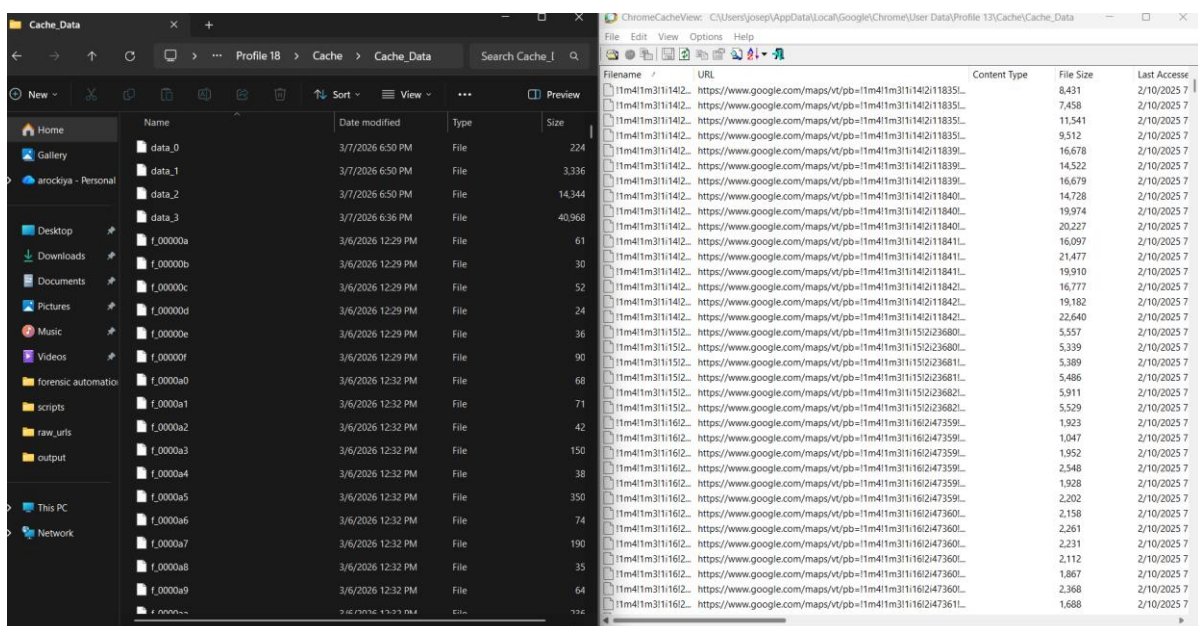 Cache_Data
Profile 18 > Cache > Cache_Data
Search Cache_
New
Sort
View
Preview
Home
Gallery
arockiya - Personal
Desktop
Downloads
Documents
Pictures
Music
Videos
forensic automatio
scripts
raw_urls
output
This PC
Network
Name Date modified Type Size
data_0 3/7/2026 6:50 PM File 224
data_1 3/7/2026 6:50 PM File 3,336
data_2 3/7/2026 6:50 PM File 14,344
data_3 3/7/2026 6:36 PM File 40,968
f_00000a 3/6/2026 12:29 PM File 61
f_00000b 3/6/2026 12:29 PM File 30
f_00000c 3/6/2026 12:29 PM File 52
f_00000d 3/6/2026 12:29 PM File 24
f_00000e 3/6/2026 12:29 PM File 36
f_00000f 3/6/2026 12:29 PM File 90
f_0000a0 3/6/2026 12:32 PM File 68
f_0000a1 3/6/2026 12:32 PM File 71
f_0000a2 3/6/2026 12:32 PM File 42
f_0000a3 3/6/2026 12:32 PM File 150
f_0000a4 3/6/2026 12:32 PM File 38
f_0000a5 3/6/2026 12:32 PM File 350
f_0000a6 3/6/2026 12:32 PM File 74
f_0000a7 3/6/2026 12:32 PM File 190
f_0000a8 3/6/2026 12:32 PM File 35
f_0000a9 3/6/2026 12:32 PM File 64
ChromeCacheView: C:\Users\josep\AppData\Local\Google\Chrome\User Data\Profile 13\Cache\Cache_Data
File Edit View Options Help
Filename / URL Content Type File Size Last Accesse
!1m4!1m3!1i14!2... https://www.google.com/maps/vt/pb=!1m4!1m3!1i14!2i11835!... 8,431 2/10/2025 7
!1m4!1m3!1i14!2... https://www.google.com/maps/vt/pb=!1m4!1m3!1i14!2i11835!... 7,458 2/10/2025 7
!1m4!1m3!1i14!2... https://www.google.com/maps/vt/pb=!1m4!1m3!1i14!2i11835!... 11,541 2/10/2025 7
!1m4!1m3!1i14!2... https://www.google.com/maps/vt/pb=!1m4!1m3!1i14!2i11835!... 9,512 2/10/2025 7
!1m4!1m3!1i14!2... https://www.google.com/maps/vt/pb=!1m4!1m3!1i14!2i11839!... 16,678 2/10/2025 7
!1m4!1m3!1i14!2... https://www.google.com/maps/vt/pb=!1m4!1m3!1i14!2i11839!... 14,522 2/10/2025 7
!1m4!1m3!1i14!2... https://www.google.com/maps/vt/pb=!1m4!1m3!1i14!2i11839!... 16,679 2/10/2025 7
!1m4!1m3!1i14!2... https://www.google.com/maps/vt/pb=!1m4!1m3!1i14!2i11840!... 14,728 2/10/2025 7
!1m4!1m3!1i14!2... https://www.google.com/maps/vt/pb=!1m4!1m3!1i14!2i11840!... 19,974 2/10/2025 7
!1m4!1m3!1i14!2... https://www.google.com/maps/vt/pb=!1m4!1m3!1i14!2i11840!... 20,227 2/10/2025 7
!1m4!1m3!1i14!2... https://www.google.com/maps/vt/pb=!1m4!1m3!1i14!2i11841!... 16,097 2/10/2025 7
!1m4!1m3!1i14!2... https://www.google.com/maps/vt/pb=!1m4!1m3!1i14!2i11841!... 21,477 2/10/2025 7
!1m4!1m3!1i14!2... https://www.google.com/maps/vt/pb=!1m4!1m3!1i14!2i11841!... 19,910 2/10/2025 7
!1m4!1m3!1i14!2... https://www.google.com/maps/vt/pb=!1m4!1m3!1i14!2i11842!... 16,777 2/10/2025 7
!1m4!1m3!1i14!2... https://www.google.com/maps/vt/pb=!1m4!1m3!1i14!2i11842!... 19,182 2/10/2025 7
!1m4!1m3!1i14!2... https://www.google.com/maps/vt/pb=!1m4!1m3!1i14!2i11842!... 22,640 2/10/2025 7
!1m4!1m3!1i15!2... https://www.google.com/maps/vt/pb=!1m4!1m3!1i15!2i23680!... 5,557 2/10/2025 7
!1m4!1m3!1i15!2... https://www.google.com/maps/vt/pb=!1m4!1m3!1i15!2i23680!... 5,339 2/10/2025 7
!1m4!1m3!1i15!2... https://www.google.com/maps/vt/pb=!1m4!1m3!1i15!2i23681!... 5,389 2/10/2025 7
!1m4!1m3!1i15!2... https://www.google.com/maps/vt/pb=!1m4!1m3!1i15!2i23681!... 5,486 2/10/2025 7
!1m4!1m3!1i15!2... https://www.google.com/maps/vt/pb=!1m4!1m3!1i15!2i23682!... 5,911 2/10/2025 7
!1m4!1m3!1i15!2... https://www.google.com/maps/vt/pb=!1m4!1m3!1i15!2i23682!... 5,529 2/10/2025 7
!1m4!1m3!1i16!2... https://www.google.com/maps/vt/pb=!1m4!1m3!1i16!2i47359!... 1,923 2/10/2025 7
!1m4!1m3!1i16!2... https://www.google.com/maps/vt/pb=!1m4!1m3!1i16!2i47359!... 1,047 2/10/2025 7
!1m4!1m3!1i16!2... https://www.google.com/maps/vt/pb=!1m4!1m3!1i16!2i47359!... 1,952 2/10/2025 7
!1m4!1m3!1i16!2... https://www.google.com/maps/vt/pb=!1m4!1m3!1i16!2i47359!... 2,548 2/10/2025 7
!1m4!1m3!1i16!2... https://www.google.com/maps/vt/pb=!1m4!1m3!1i16!2i47359!... 1,928 2/10/2025 7
!1m4!1m3!1i16!2... https://www.google.com/maps/vt/pb=!1m4!1m3!1i16!2i47359!... 2,202 2/10/2025 7
!1m4!1m3!1i16!2... https://www.google.com/maps/vt/pb=!1m4!1m3!1i16!2i47360!... 2,158 2/10/2025 7
!1m4!1m3!1i16!2... https://www.google.com/maps/vt/pb=!1m4!1m3!1i16!2i47360!... 2,261 2/10/2025 7
!1m4!1m3!1i16!2... https://www.google.com/maps/vt/pb=!1m4!1m3!1i16!2i47360!... 2,231 2/10/2025 7
!1m4!1m3!1i16!2... https://www.google.com/maps/vt/pb=!1m4!1m3!1i16!2i47360!... 2,112 2/10/2025 7
!1m4!1m3!1i16!2... https://www.google.com/maps/vt/pb=!1m4!1m3!1i16!2i47360!... 1,867 2/10/2025 7
!1m4!1m3!1i16!2... https://www.google.com/maps/vt/pb=!1m4!1m3!1i16!2i47360!... 2,368 2/10/2025 7
!1m4!1m3!1i16!2... https://www.google.com/maps/vt/pb=!1m4!1m3!1i16!2i47361!... 1,688 2/10/2025 7